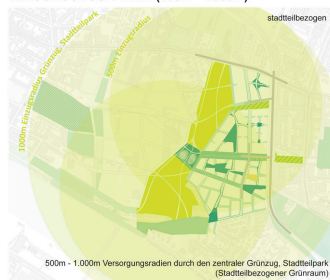 stadtteilbezogen
500m Einzugsradius
1000m Einzugsradius Grünzug, Stadtteilpark
500m - 1.000m Versorgungsradien durch den zentraler Grünzug, Stadtteilpark
(Stadtteilbezogener Grünraum)